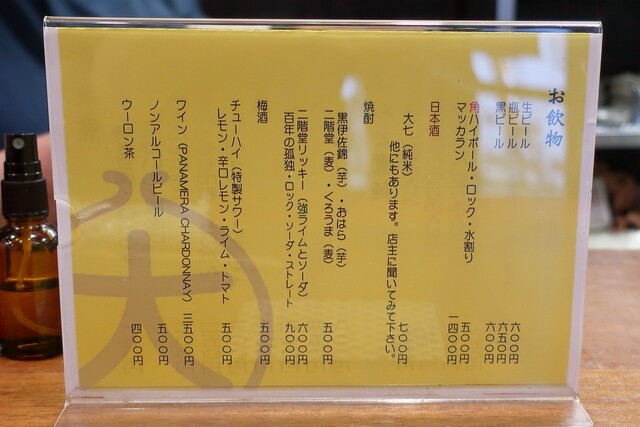 お飲物
生ビール 六〇〇円
瓶ビール 六五〇円
黒ビール 六〇〇円
角ハイボール・ロック・水割り 五〇〇円
マッカラン 一四〇〇円
日本酒
大七(純米) 七〇〇円
他にもあります。店主に聞いてみて下さい。
焼酎
黒伊佐錦(芋)・おはら(芋)
二階堂(麦)・くろうま(麦) 五〇〇円
二階堂リッキー(強ライムとソーダ) 六〇〇円
百年の孤独・ロック・ソーダ・ストレート 九〇〇円
梅酒 五〇〇円
チューハイ(特製サワー)
レモン・辛口レモン・ライム・トマト 五〇〇円
ワイン(PANAMERA CHARDONNAY) 三五〇〇円
ノンアルコールビール 五〇〇円
ウーロン茶 四〇〇円
大